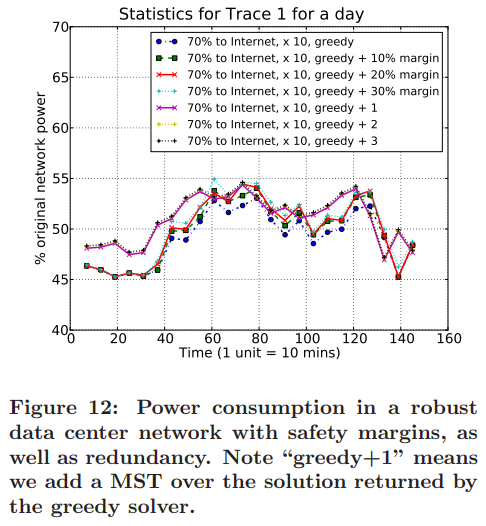 Statistics for Trace 1 for a day
70
65
60
55
50
45
40
% original network power
70% to Internet, x 10, greedy
70% to Internet, x 10, greedy + 10% margin
70% to Internet, x 10, greedy + 20% margin
70% to Internet, x 10, greedy + 30% margin
70% to Internet, x 10, greedy + 1
70% to Internet, x 10, greedy + 2
70% to Internet, x 10, greedy + 3
0 20 40 60 80 100 120 140 160
Time (1 unit = 10 mins)
Figure 12: Power consumption in a robust
data center network with safety margins, as
well as redundancy. Note “greedy+1” means
we add a MST over the solution returned by
the greedy solver.